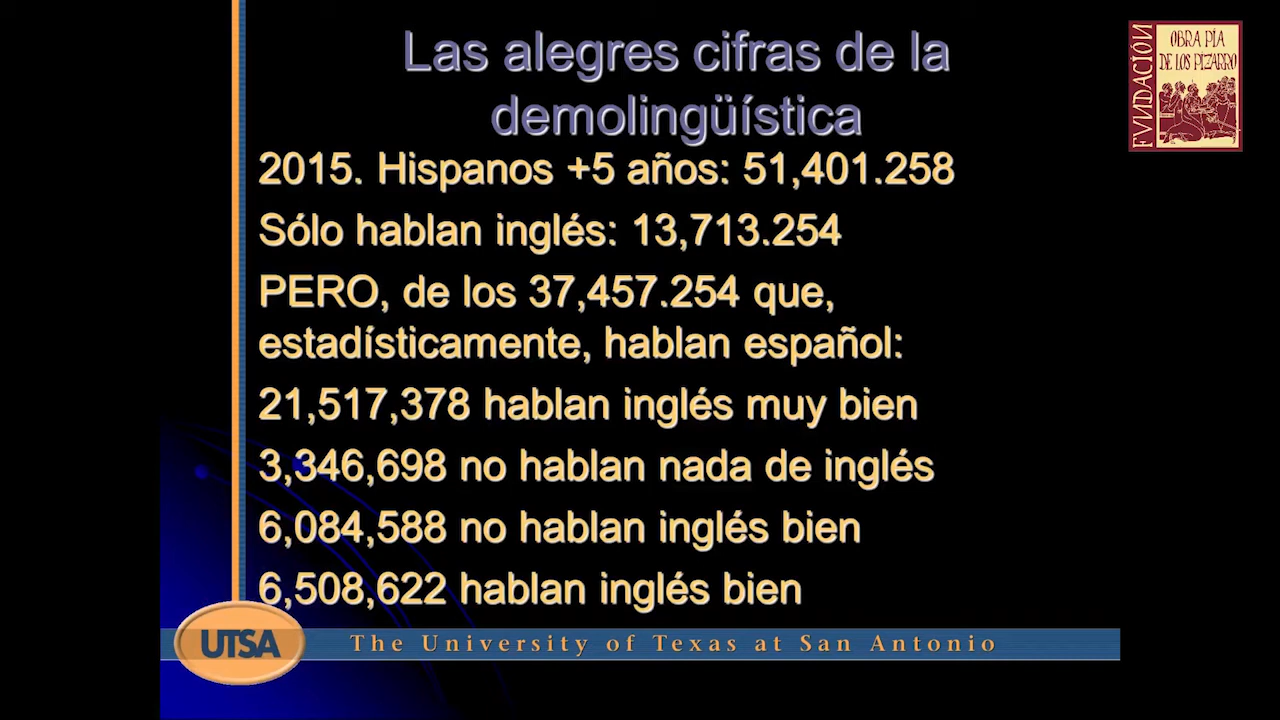 Las alegres cifras de la
demolingüística
FVNDACIÓN
OBRA PIA
DE LOS PIZARRO
2015. Hispanos +5 años: 51,401.258
Sólo hablan inglés: 13,713.254
PERO, de los 37,457.254 que,
estadísticamente, hablan español:
21,517,378 hablan inglés muy bien
3,346,698 no hablan nada de inglés
6,084,588 no hablan inglés bien
6,508,622 hablan inglés bien
UTSA
The University of Texas at San Antonio